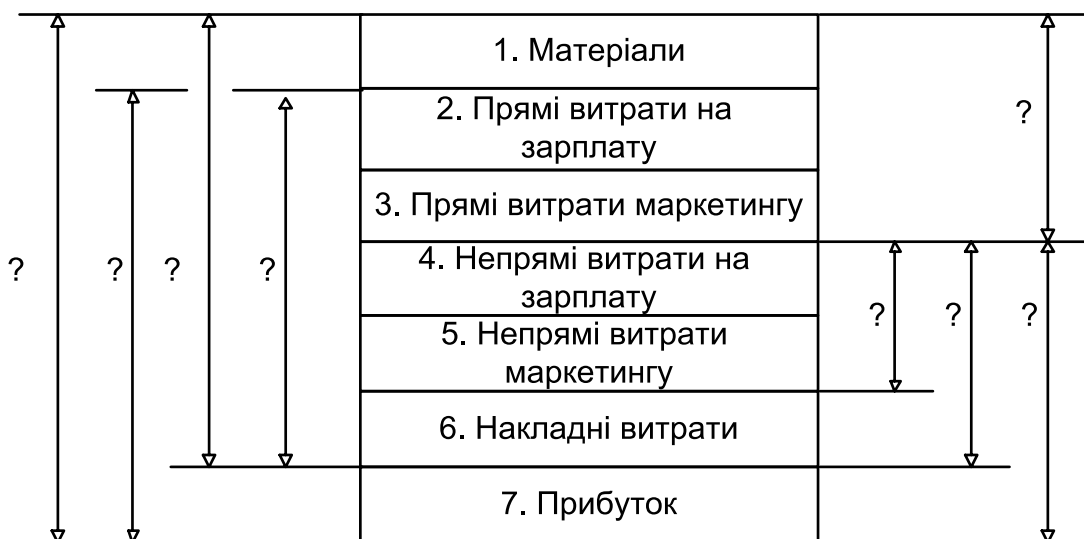 1. Матеріали
2. Прямі витрати на
зарплату
?
3. Прямі витрати маркетингу
? ? ? ?
4. Непрямі витрати на
зарплату
? ? ?
5. Непрямі витрати
маркетингу
6. Накладні витрати
7. Прибуток